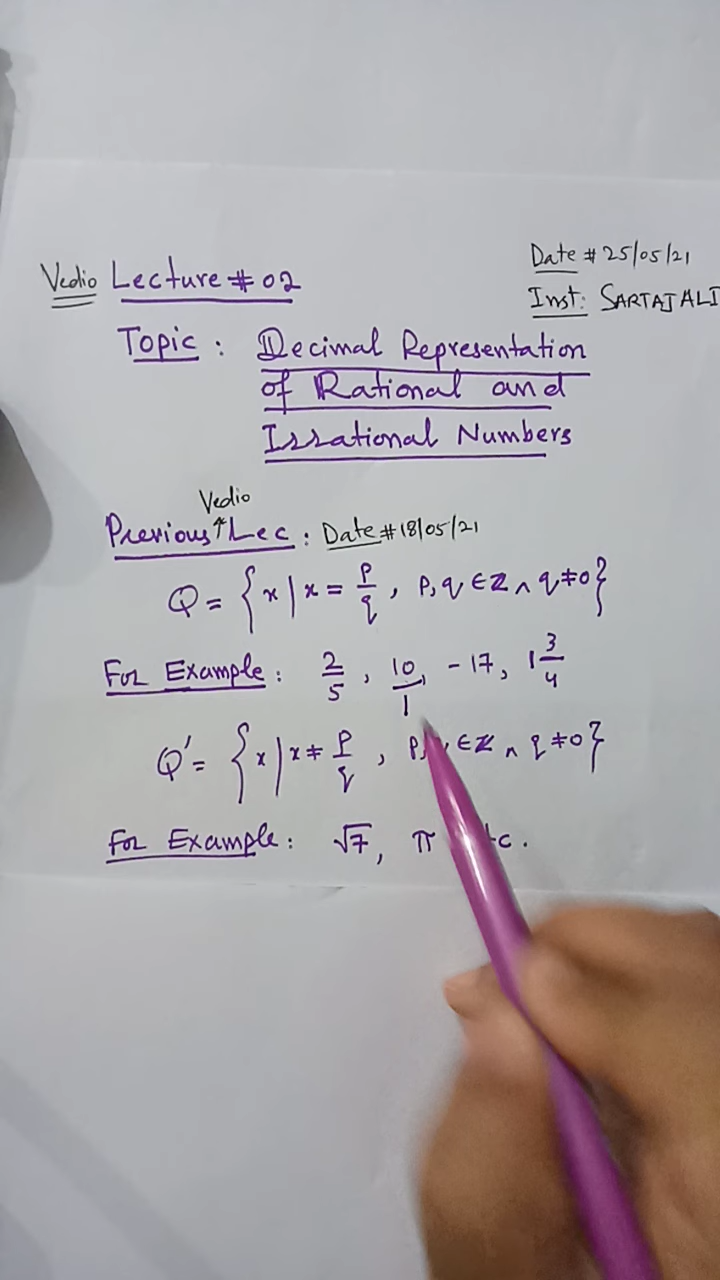 Vedio Lecture # 02
Date # 25/05/21
Inst: SARTAJ ALI
Topic: Decimal Representation
of Rational and
Irrational Numbers
Vedio
Previous ↑ Lec: Date # 18/05/21
Q = {x | x = p/q, p, q ∈ Z ∧ q ≠ 0}
For Example: 2/5, 10/1, -17, 1 3/4
Q' = {x | x ≠ p/q, p, ∈ Z ∧ q ≠ 0}
For Example: √7, π